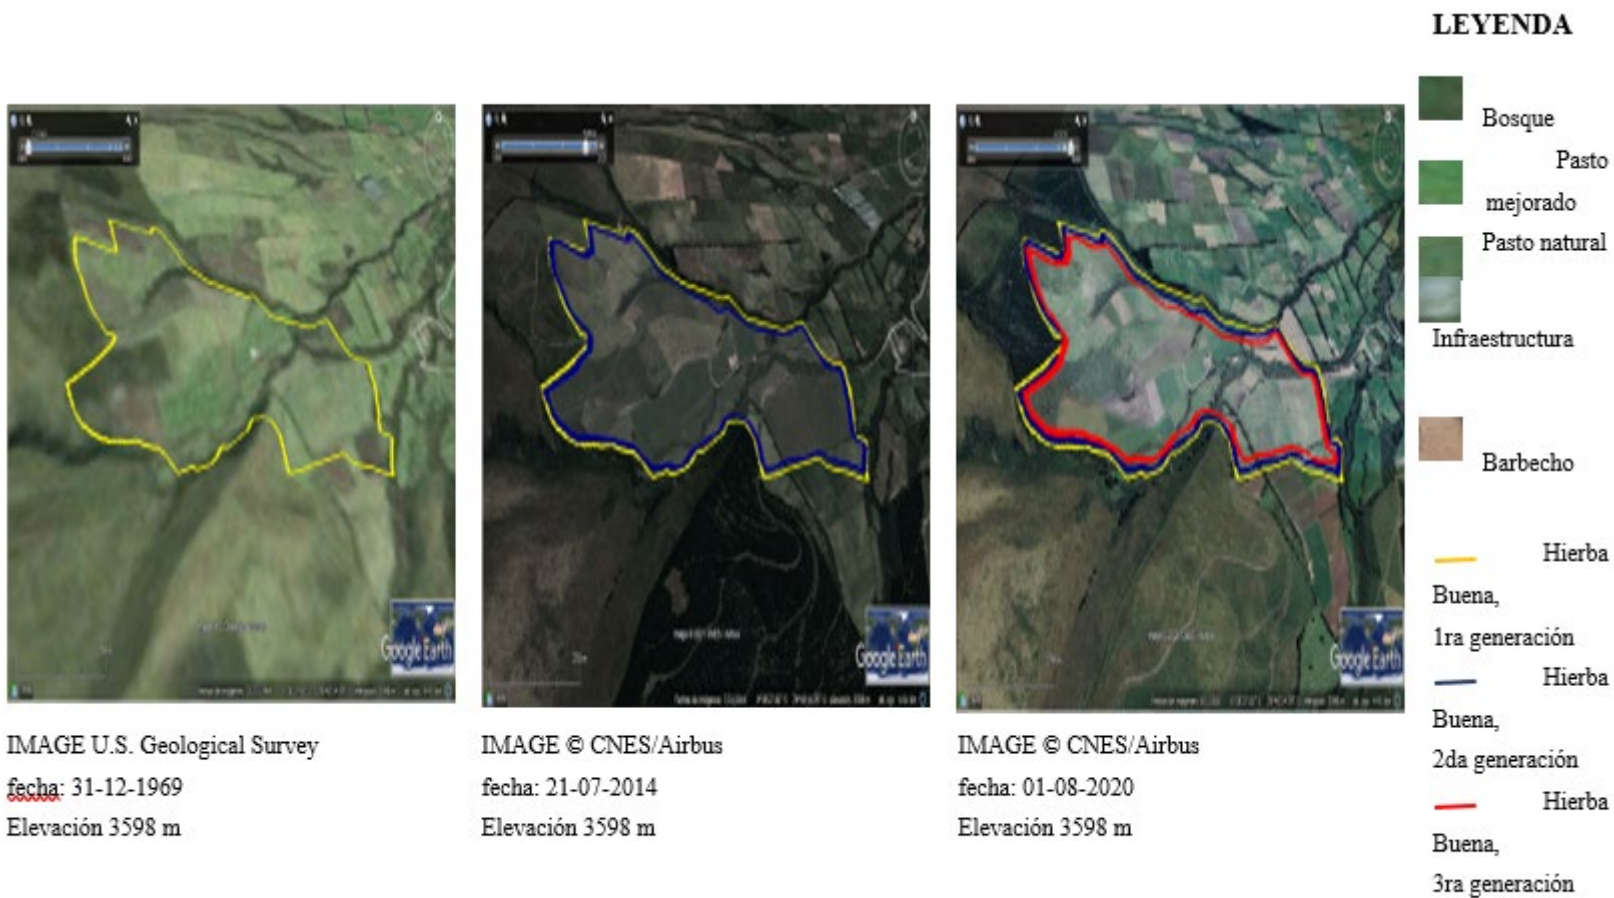 LEYENDA
Bosque
Pasto
mejorado
Pasto natural
Infraestructura
Barbecho
Hierba
Buena,
1ra generación
Hierba
Buena,
2da generación
Hierba
Buena,
3ra generación
Google Earth
Google Earth
Google Earth
IMAGE U.S. Geological Survey
fecha: 31-12-1969
Elevación 3598 m
IMAGE © CNES/Airbus
fecha: 21-07-2014
Elevación 3598 m
IMAGE © CNES/Airbus
fecha: 01-08-2020
Elevación 3598 m